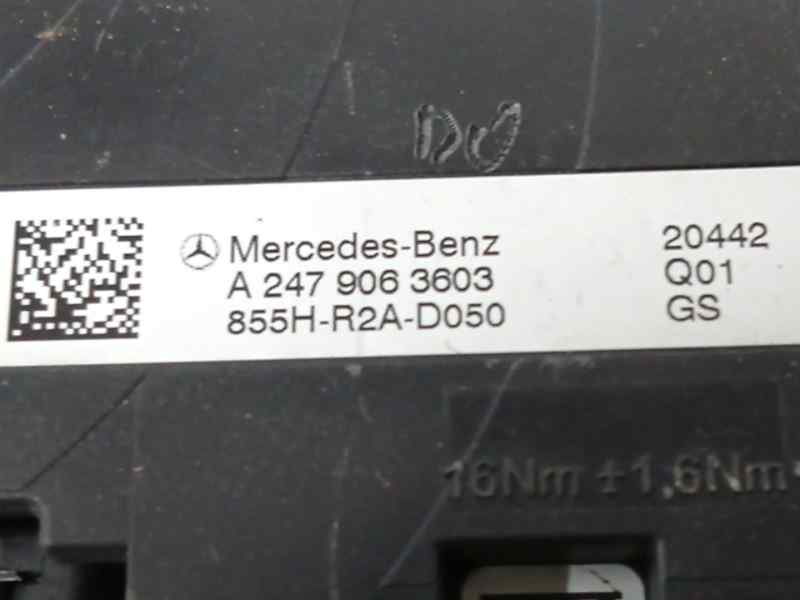 Mercedes-Benz
A 247 906 3603
855H-R2A-D050
20442
Q01
GS
16Nm ±1,6Nm